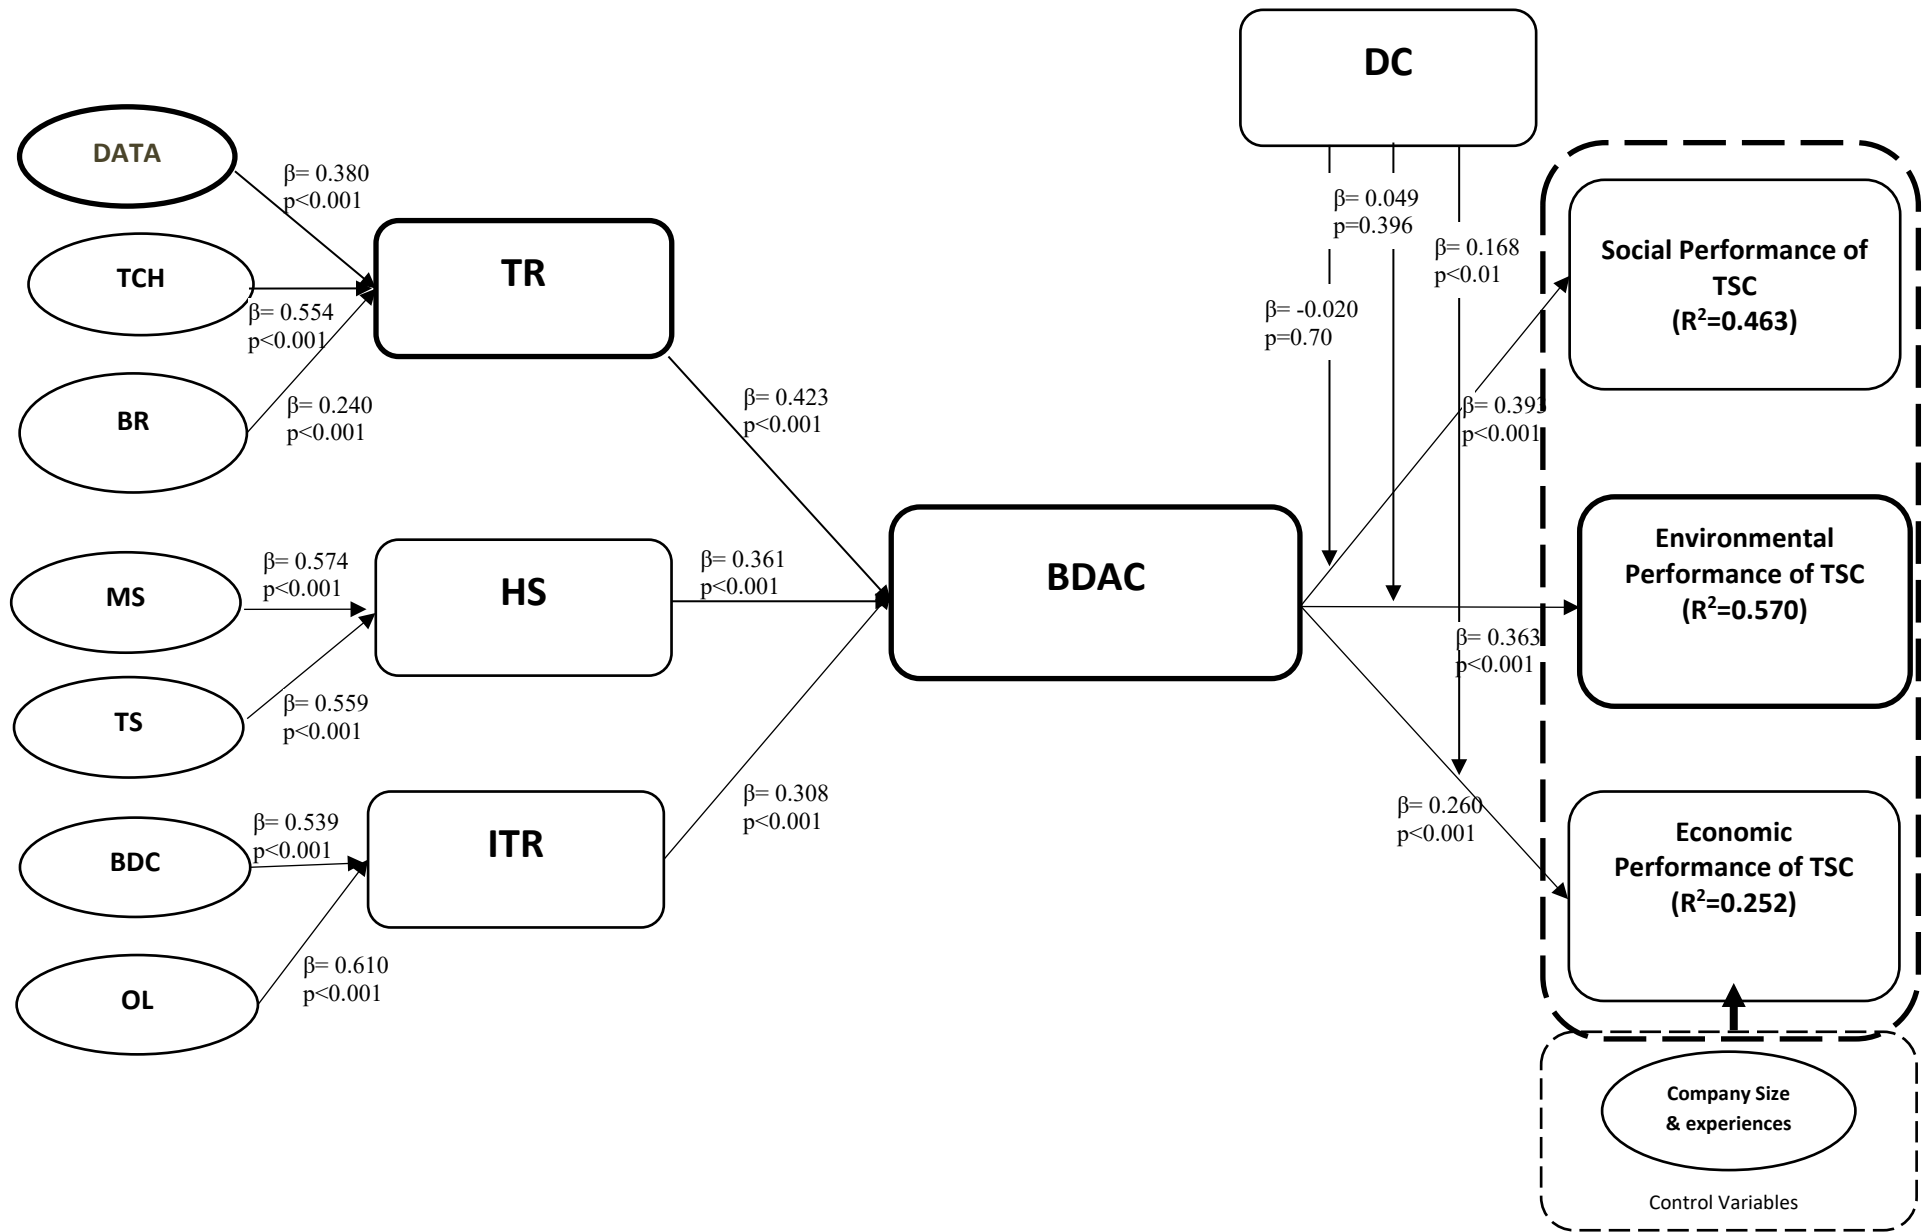 DC
DATA
β= 0.380
p<0.001
TCH
β= 0.554
p<0.001
BR
β= 0.240
p<0.001
TR
β= 0.423
p<0.001
MS
β= 0.574
p<0.001
TS
β= 0.559
p<0.001
HS
β= 0.361
p<0.001
BDC
β= 0.539
p<0.001
OL
β= 0.610
p<0.001
ITR
β= 0.308
p<0.001
BDAC
β= -0.020
p=0.70
β= 0.049
p=0.396
β= 0.168
p<0.01
β= 0.393
p<0.001
β= 0.363
p<0.001
β= 0.260
p<0.001
Social Performance of
TSC
(R²=0.463)
Environmental
Performance of TSC
(R²=0.570)
Economic
Performance of TSC
(R²=0.252)
Company Size
& experiences
Control Variables